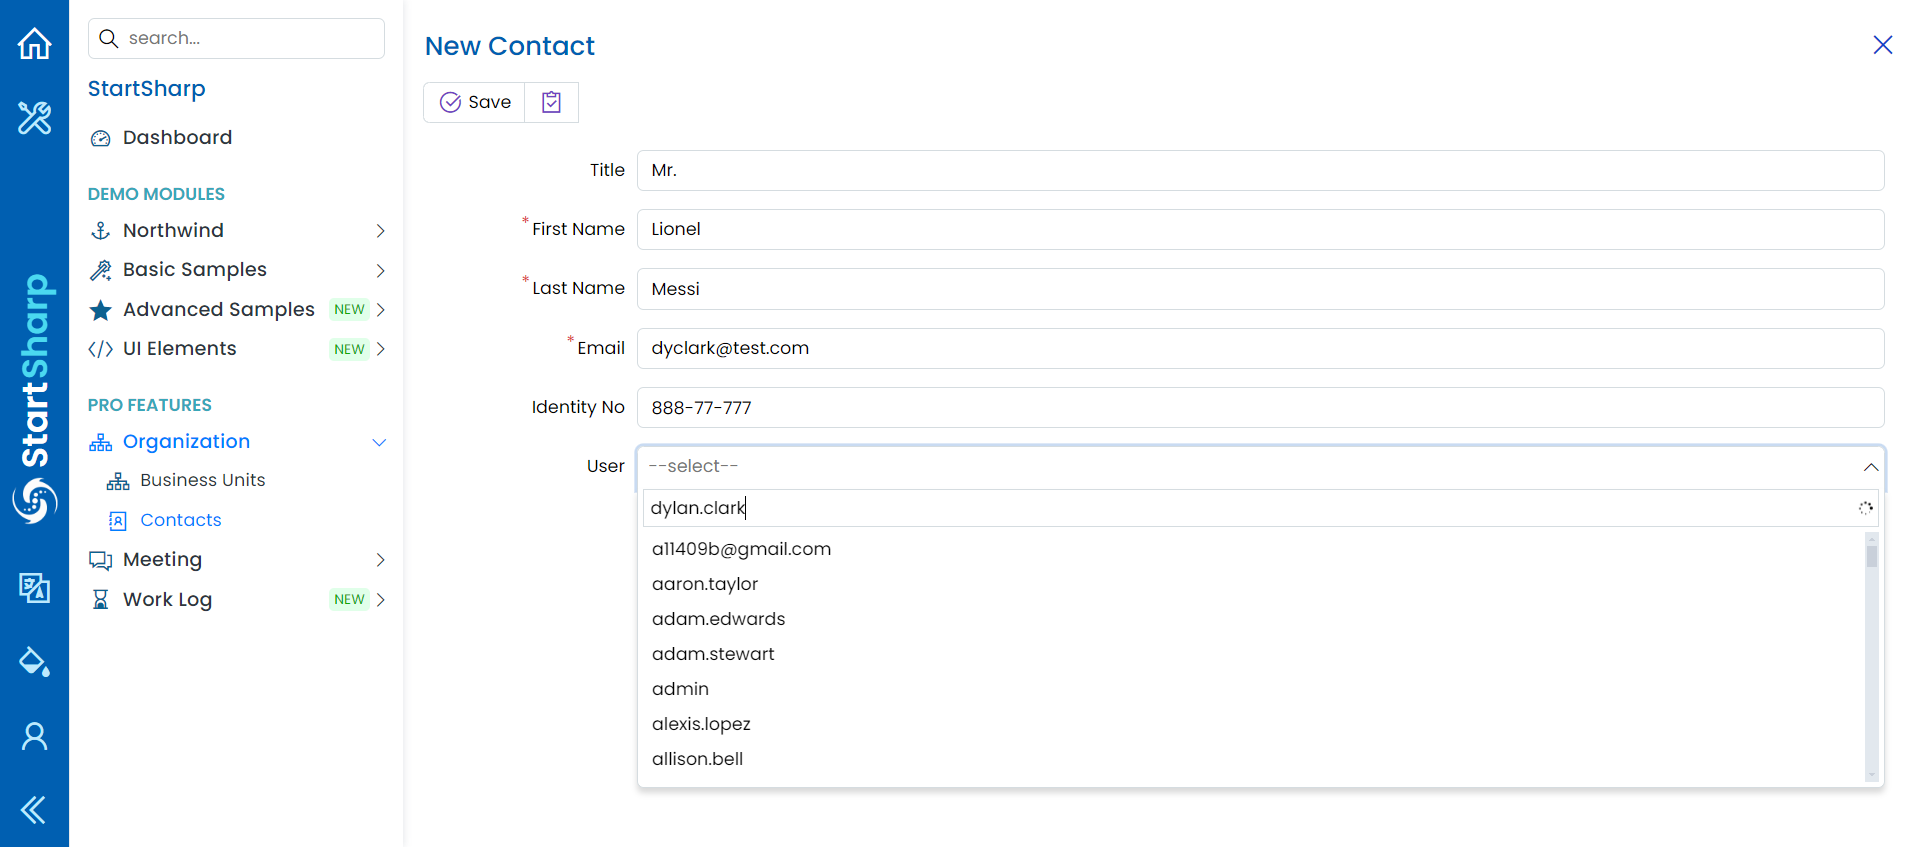 search...
StartSharp
Dashboard
DEMO MODULES
Northwind
Basic Samples
Advanced Samples NEW
UI Elements NEW
PRO FEATURES
Organization
Business Units
Contacts
Meeting
Work Log NEW
StartSharp
New Contact
Save
Title Mr.
*First Name Lionel
*Last Name Messi
*Email dyclark@test.com
Identity No 888-77-777
User --select--
dylan.clark
a11409b@gmail.com
aaron.taylor
adam.edwards
adam.stewart
admin
alexis.lopez
allison.bell